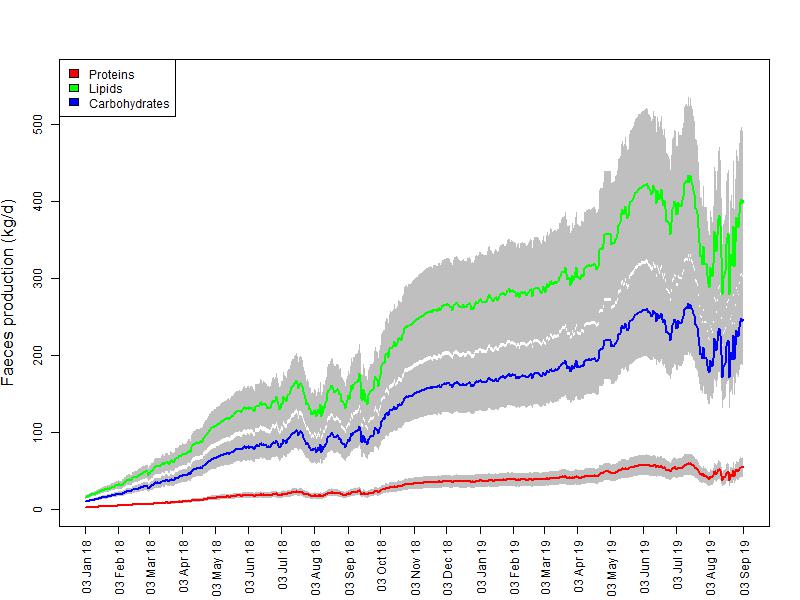 Proteins
Lipids
Carbohydrates
Faeces production (kg/d)
500
400
300
200
100
0
03 Jan 18
03 Feb 18
03 Mar 18
03 Apr 18
03 May 18
03 Jun 18
03 Jul 18
03 Aug 18
03 Sep 18
03 Oct 18
03 Nov 18
03 Dec 18
03 Jan 19
03 Feb 19
03 Mar 19
03 Apr 19
03 May 19
03 Jun 19
03 Jul 19
03 Aug 19
03 Sep 19